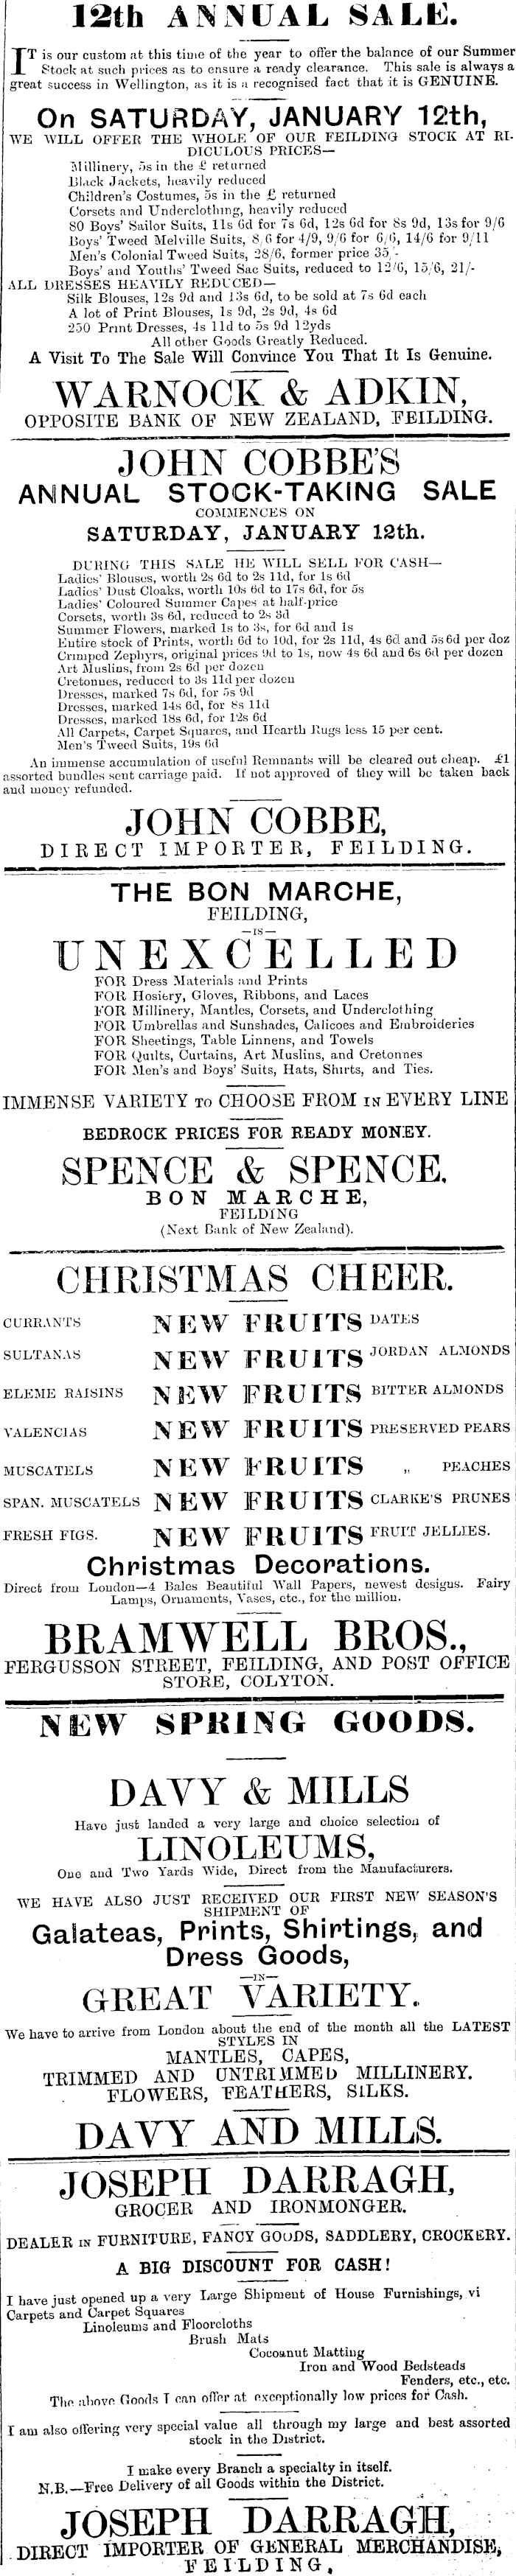 12th ANNUAL SALE.
IT is our custom at this time of the year to offer the balance of our Summer
Stock at such prices as to ensure a ready clearance. This sale is always a
great success in Wellington, as it is a recognised fact that it is GENUINE.
On SATURDAY, JANUARY 12th,
WE WILL OFFER THE WHOLE OF OUR FEILDING STOCK AT RI-
DICULOUS PRICES—
Millinery, 5s in the £ returned
Black Jackets, heavily reduced
Children's Costumes, 5s in the £ returned
Corsets and Underclothing, heavily reduced
80 Boys' Sailor Suits, 11s 6d for 7s 6d, 12s 6d for 8s 9d, 13s for 9/6
Boys' Tweed Melville Suits, 8/6 for 4/9, 9/6 for 6/6, 14/6 for 9/11
Men's Colonial Tweed Suits, 28/6, former price 35/-
Boys' and Youths' Tweed Sac Suits, reduced to 12/6, 15/6, 21/-
ALL DRESSES HEAVILY REDUCED—
Silk Blouses, 12s 9d and 13s 6d, to be sold at 7s 6d each
A lot of Print Blouses, 1s 9d, 2s 9d, 4s 6d
250 Print Dresses, 4s 11d to 5s 9d 12yds
All other Goods Greatly Reduced.
A Visit To The Sale Will Convince You That It Is Genuine.
WARNOCK & ADKIN,
OPPOSITE BANK OF NEW ZEALAND, FEILDING.
JOHN COBBE'S
ANNUAL STOCK-TAKING SALE
COMMENCES ON
SATURDAY, JANUARY 12th.
DURING THIS SALE HE WILL SELL FOR CASH—
Ladies' Blouses, worth 2s 6d to 2s 11d, for 1s 6d
Ladies' Dust Cloaks, worth 10s 6d to 17s 6d, for 5s
Ladies' Coloured Summer Capes at half-price
Corsets, worth 3s 6d, reduced to 2s 3d
Summer Flowers, marked 1s to 3s, for 6d and 1s
Entire stock of Prints, worth 6d to 10d, for 2s 11d, 4s 6d and 5s 6d per doz
Crimped Zephyrs, original prices 9d to 1s, now 4s 6d and 6s 6d per dozen
Art Muslins, from 2s 6d per dozen
Cretonnes, reduced to 3s 11d per dozen
Dresses, marked 7s 6d, for 5s 9d
Dresses, marked 14s 6d, for 8s 11d
Dresses, marked 18s 6d, for 12s 6d
All Carpets, Carpet Squares, and Hearth Rugs less 15 per cent.
Men's Tweed Suits, 19s 6d
An immense accumulation of useful Remnants will be cleared out cheap. £1
assorted bundles sent carriage paid. If not approved of they will be taken back
and money refunded.
JOHN COBBE,
DIRECT IMPORTER, FEILDING.
THE BON MARCHE,
FEILDING,
—IS—
UNEXCELLED
FOR Dress Materials and Prints
FOR Hosiery, Gloves, Ribbons, and Laces
FOR Millinery, Mantles, Corsets, and Underclothing
FOR Umbrellas and Sunshades, Calicoes and Embroideries
FOR Sheetings, Table Linnens, and Towels
FOR Quilts, Curtains, Art Muslins, and Cretonnes
FOR Men's and Boys' Suits, Hats, Shirts, and Ties.
IMMENSE VARIETY TO CHOOSE FROM IN EVERY LINE
BEDROCK PRICES FOR READY MONEY.
SPENCE & SPENCE,
BON MARCHE,
FEILDING
(Next Bank of New Zealand).
CHRISTMAS CHEER.
CURRANTS NEW FRUITS DATES
SULTANAS NEW FRUITS JORDAN ALMONDS
ELEME RAISINS NEW FRUITS BITTER ALMONDS
VALENCIAS NEW FRUITS PRESERVED PEARS
MUSCATELS NEW FRUITS „ PEACHES
SPAN. MUSCATELS NEW FRUITS CLARKE'S PRUNES
FRESH FIGS. NEW FRUITS FRUIT JELLIES.
Christmas Decorations.
Direct from London—4 Bales Beautiful Wall Papers, newest designs. Fairy
Lamps, Ornaments, Vases, etc., for the million.
BRAMWELL BROS.,
FERGUSSON STREET, FEILDING, AND POST OFFICE
STORE, COLYTON.
NEW SPRING GOODS.
DAVY & MILLS
Have just landed a very large and choice selection of
LINOLEUMS,
One and Two Yards Wide, Direct from the Manufacturers.
WE HAVE ALSO JUST RECEIVED OUR FIRST NEW SEASON'S
SHIPMENT OF
Galateas, Prints, Shirtings, and
Dress Goods,
—IN—
GREAT VARIETY.
We have to arrive from London about the end of the month all the LATEST
STYLES IN
MANTLES, CAPES,
TRIMMED AND UNTRIMMED MILLINERY.
FLOWERS, FEATHERS, SILKS.
DAVY AND MILLS.
JOSEPH DARRAGH,
GROCER AND IRONMONGER.
DEALER IN FURNITURE, FANCY GOODS, SADDLERY, CROCKERY.
A BIG DISCOUNT FOR CASH!
I have just opened up a very Large Shipment of House Furnishings, vi
Carpets and Carpet Squares
Linoleums and Floorcloths
Brush Mats
Cocoanut Matting
Iron and Wood Bedsteads
Fenders, etc., etc.
The above Goods I can offer at exceptionally low prices for Cash.
I am also offering very special value all through my large and best assorted
stock in the District.
I make every Branch a specialty in itself.
N.B.—Free Delivery of all Goods within the District.
JOSEPH DARRAGH,
DIRECT IMPORTER OF GENERAL MERCHANDISE,
FEILDING,